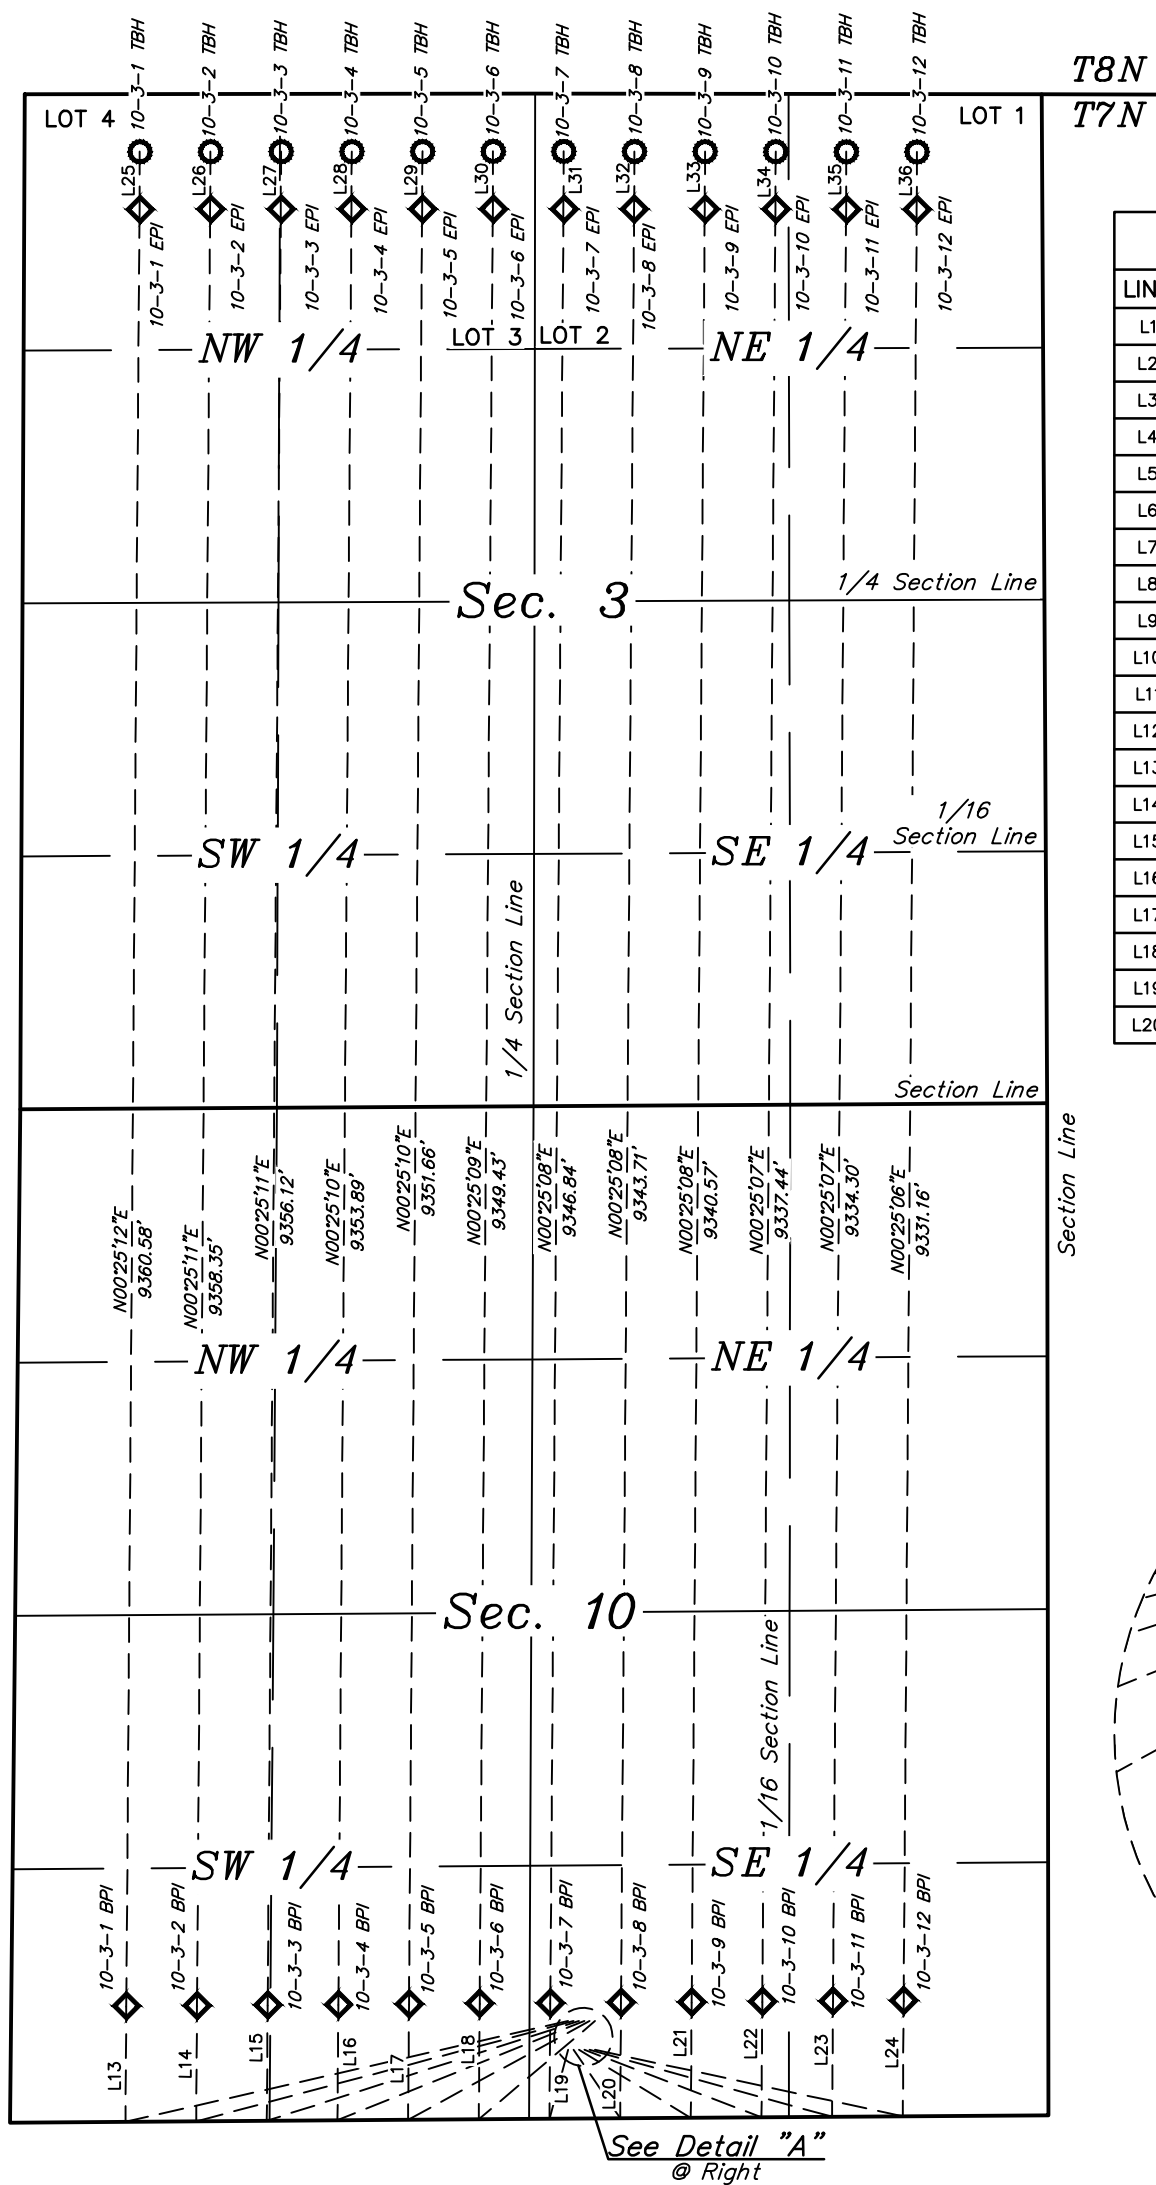 10-3-1 TBH
10-3-2 TBH
10-3-3 TBH
10-3-4 TBH
10-3-5 TBH
10-3-6 TBH
10-3-7 TBH
10-3-8 TBH
10-3-9 TBH
10-3-10 TBH
10-3-11 TBH
10-3-12 TBH
T8N
T7N
LOT 4
LOT 1
L25
L26
L27
L28
L29
L30
L31
L32
L33
L34
L35
L36
10-3-1 EPI
10-3-2 EPI
10-3-3 EPI
10-3-4 EPI
10-3-5 EPI
10-3-6 EPI
10-3-7 EPI
10-3-8 EPI
10-3-9 EPI
10-3-10 EPI
10-3-11 EPI
10-3-12 EPI
NW 1/4
LOT 3
LOT 2
NE 1/4
LIN
L1
L2
L3
L4
L5
L6
L7
L8
L9
L10
L11
L12
L13
L14
L15
L16
L17
L18
L19
L20
Sec. 3
1/4 Section Line
1/16
Section Line
SW 1/4
SE 1/4
1/4 Section Line
Section Line
Section Line
N00°25'12"E
9360.58'
N00°25'11"E
9358.35'
N00°25'11"E
9356.12'
N00°25'10"E
9353.89'
N00°25'10"E
9351.66'
N00°25'09"E
9349.43'
N00°25'08"E
9346.84'
N00°25'08"E
9343.71'
N00°25'08"E
9340.57'
N00°25'07"E
9337.44'
N00°25'07"E
9334.30'
N00°25'06"E
9331.16'
NW 1/4
NE 1/4
Sec. 10
1/16 Section Line
SW 1/4
SE 1/4
10-3-1 BPI
10-3-2 BPI
10-3-3 BPI
10-3-4 BPI
10-3-5 BPI
10-3-6 BPI
10-3-7 BPI
10-3-8 BPI
10-3-9 BPI
10-3-10 BPI
10-3-11 BPI
10-3-12 BPI
L13
L14
L15
L16
L17
L18
L19
L20
L21
L22
L23
L24
See Detail "A"
@ Right